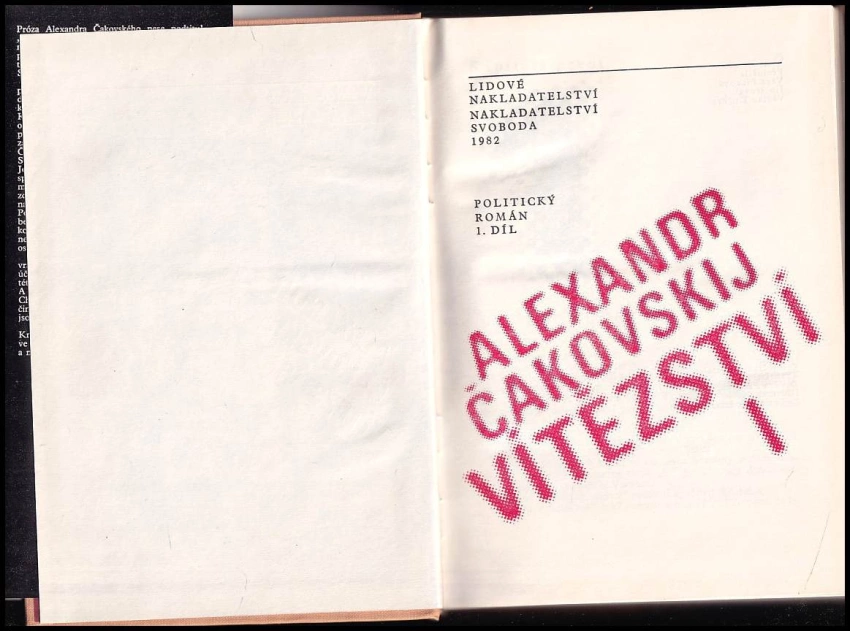 Próza Alexandra Čakovského
LIDOVÉ
NAKLADATELSTVÍ
NAKLADATELSTVÍ
SVOBODA
1982
POLITICKÝ
ROMÁN
1. DÍL
ALEXANDR
ČAKOVSKIJ
VÍTĚZSTVÍ
I